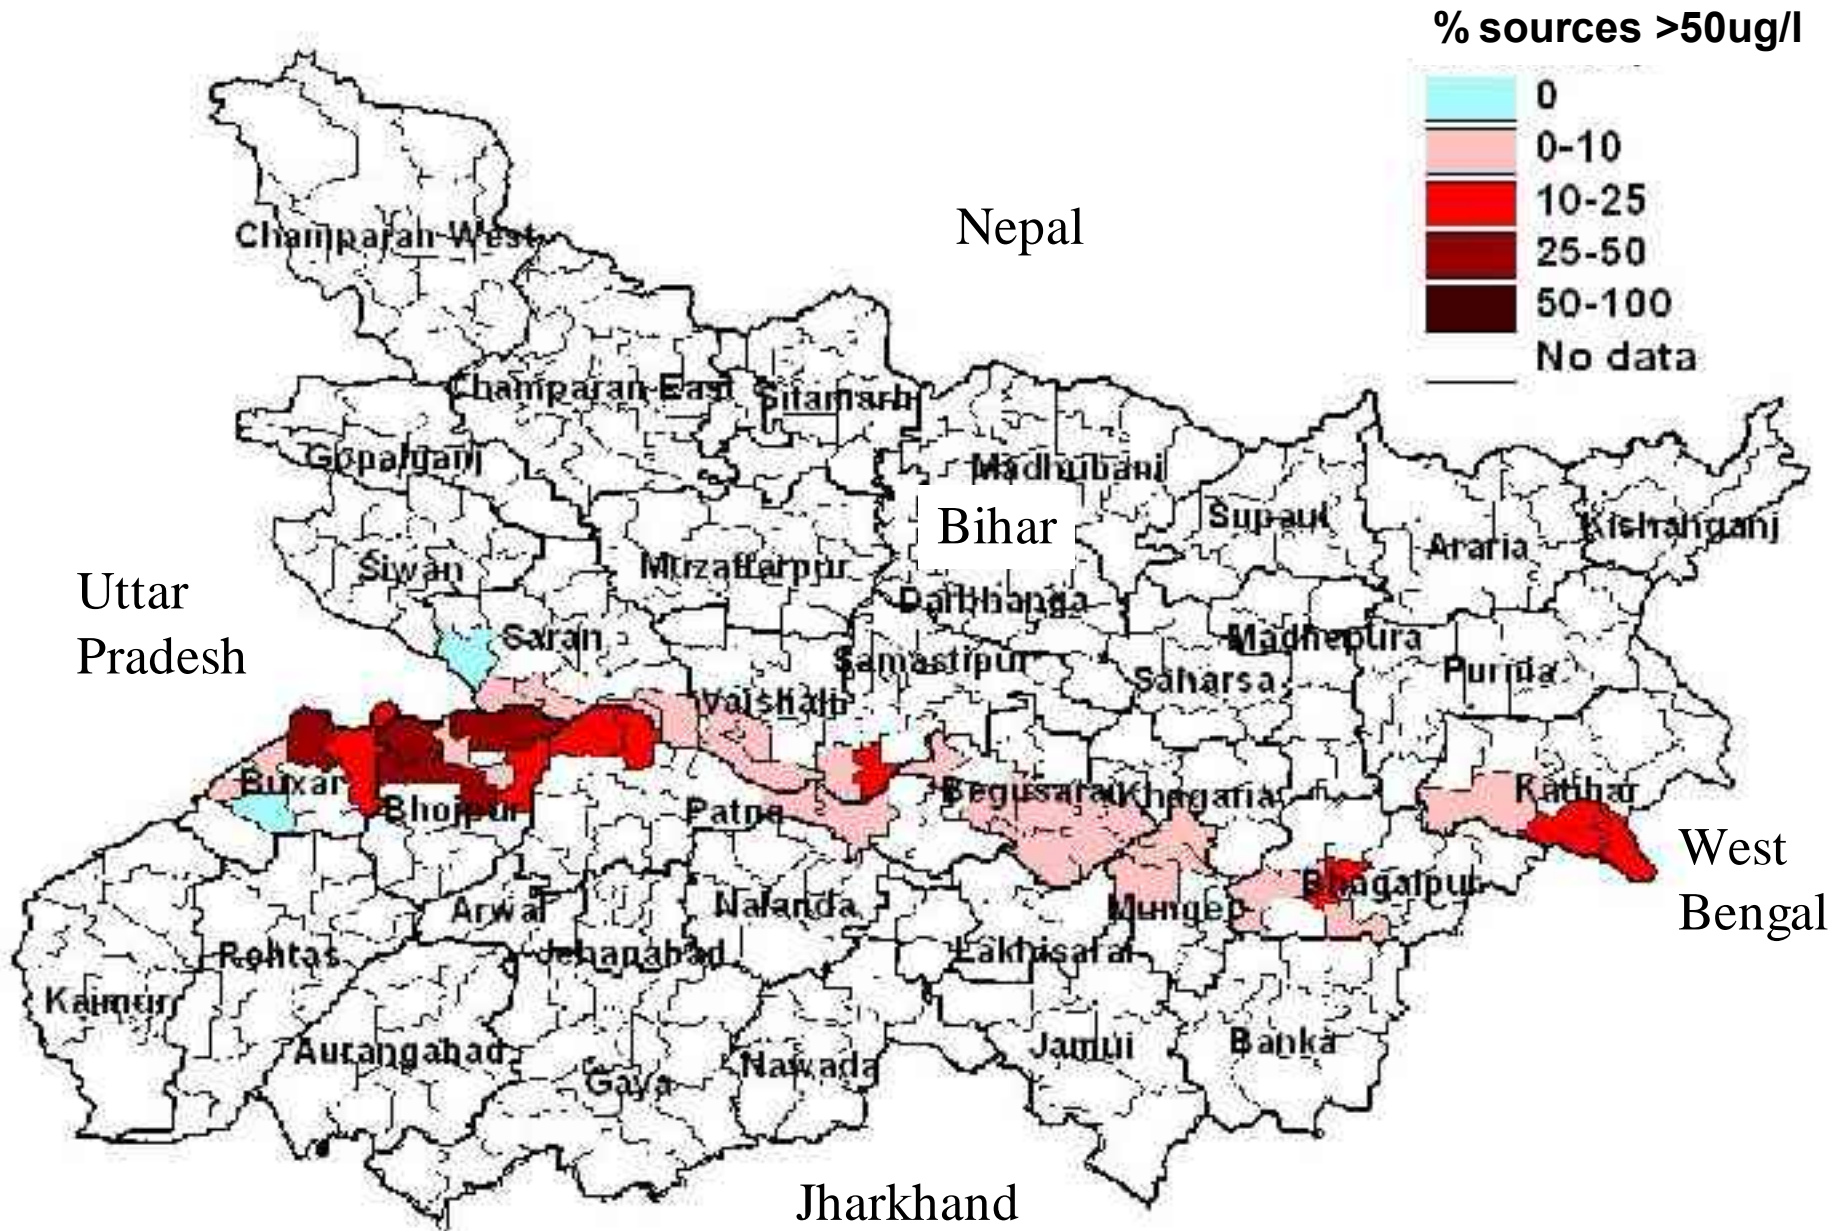 % sources >50ug/l
0
0-10
10-25
25-50
50-100
No data
Nepal
Champaran West
Champaran East
Sitamarh
Gopalganj
Madhubani
Bihar
Supaul
Kishanganj
Araria
Siwan
Muzaffarpur
Uttar
Pradesh
Darbhanga
Saran
Madhepura
Samastipur
Saharsa
Purnia
Vaishali
Buxar
Bhojpur
Patna
Begusarai
Khagaria
Katihar
West
Bengal
Bhagalpur
Arwal
Nalanda
Munger
Rohtas
Jehanabad
Lakhisarai
Kaimur
Aurangabad
Gaya
Nawada
Jamui
Banka
Jharkhand